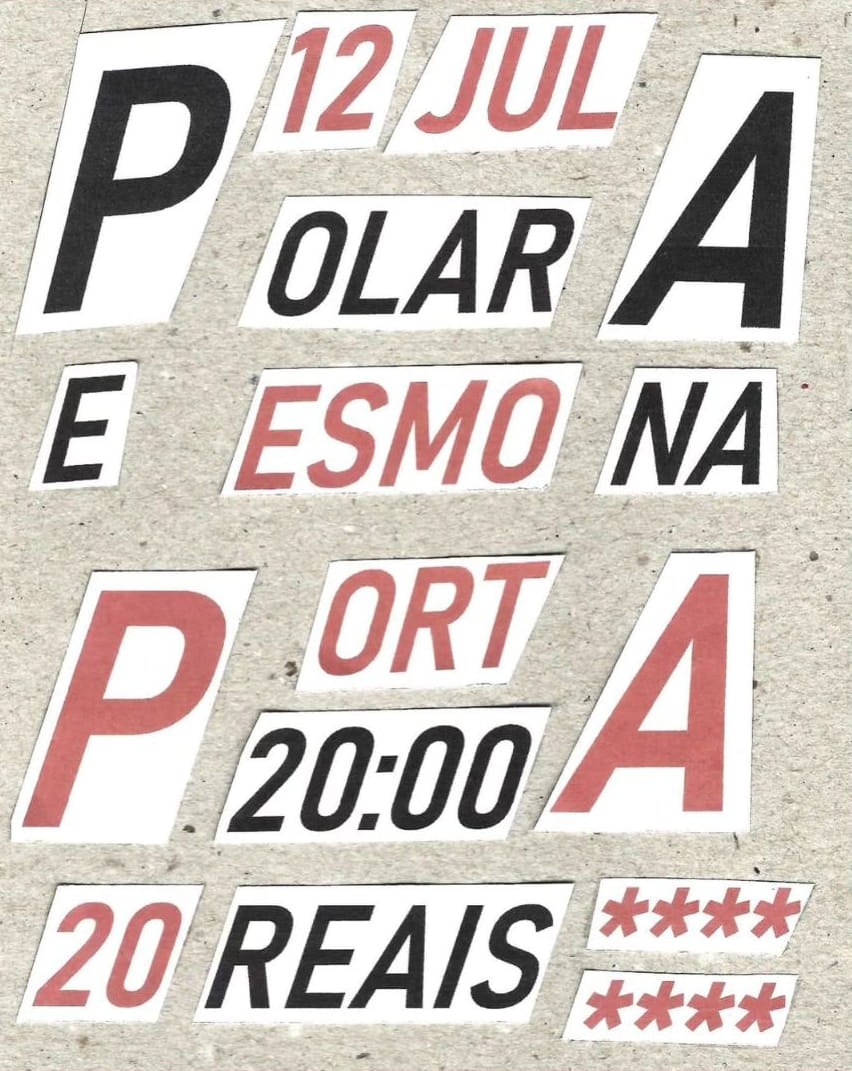 12 JUL
P OLAR A
E ESMO NA
P ORT A
20:00
20 REAIS ****
****